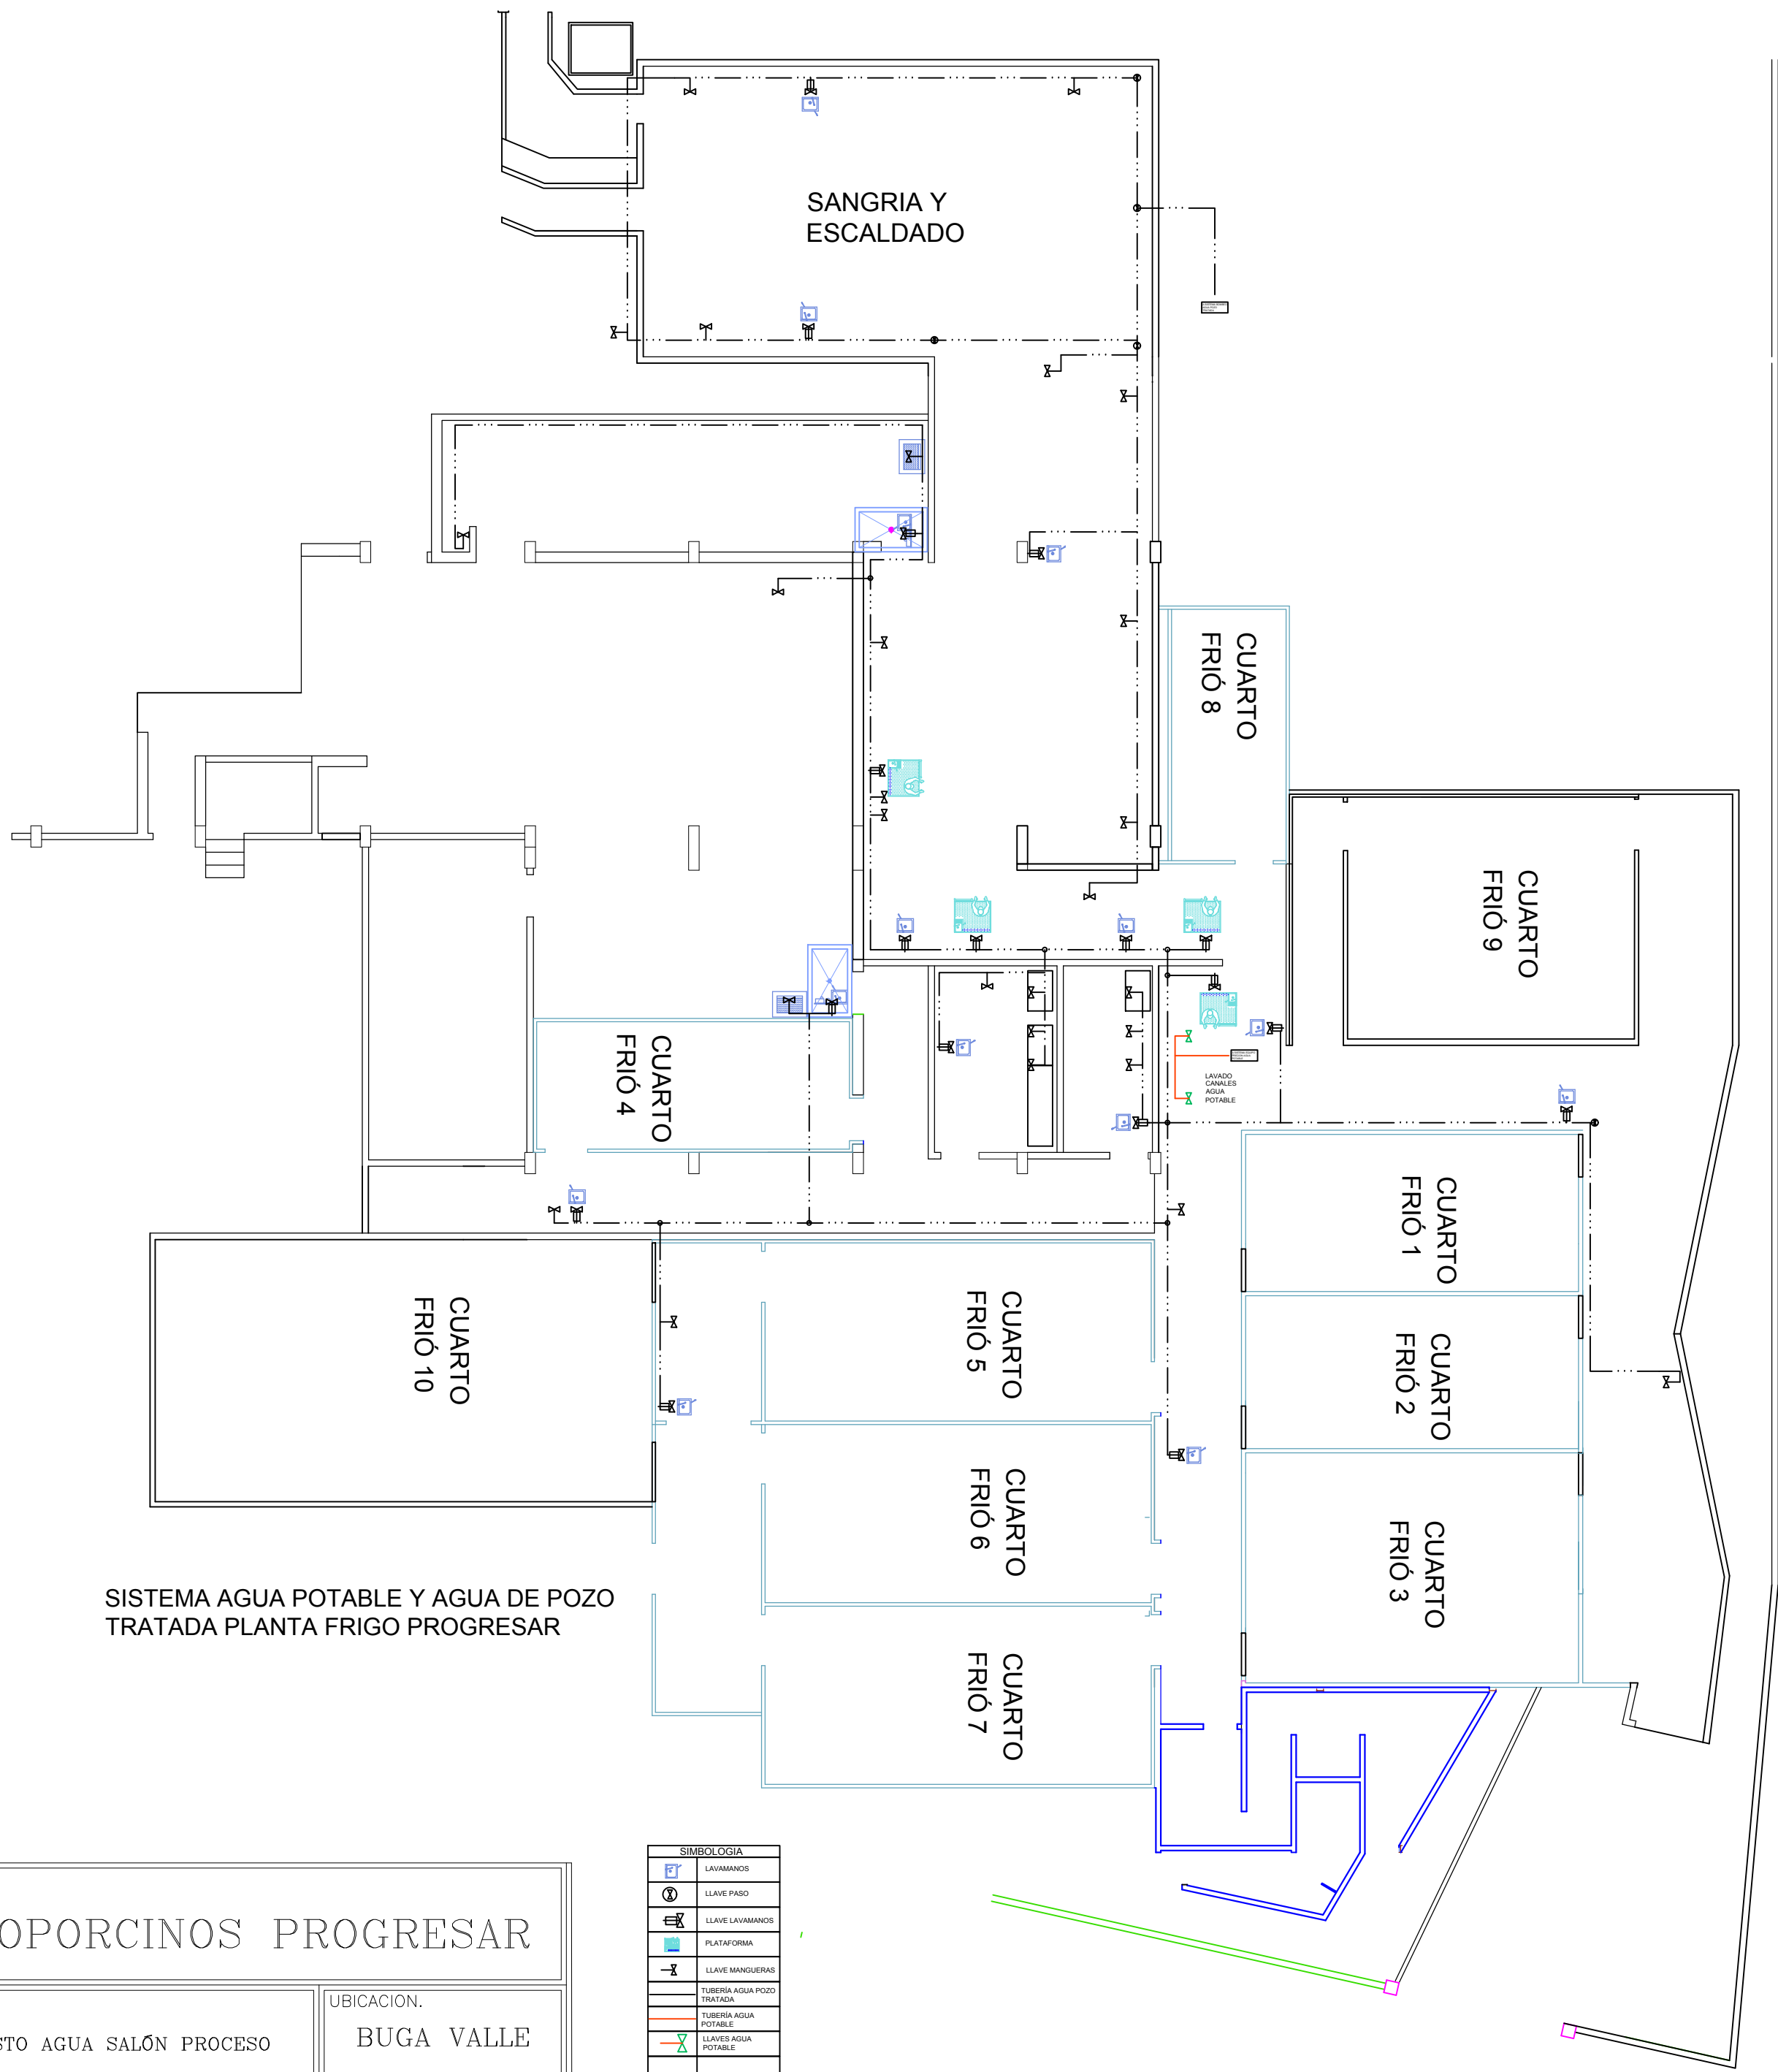 SANGRIA Y
ESCALDADO
CUARTO
FRIÓ 8
CUARTO
FRIÓ 9
CUARTO
FRIÓ 4
LAVADO
CANALES
AGUA
POTABLE
CUARTO
FRIÓ 1
CUARTO
FRIÓ 2
CUARTO
FRIÓ 3
CUARTO
FRIÓ 10
CUARTO
FRIÓ 5
CUARTO
FRIÓ 6
CUARTO
FRIÓ 7
SISTEMA AGUA POTABLE Y AGUA DE POZO
TRATADA PLANTA FRIGO PROGRESAR
OPORCINOS PROGRESAR
STO AGUA SALÓN PROCESO
UBICACION.
BUGA VALLE
SIMBOLOGIA
LAVAMANOS
LLAVE PASO
LLAVE LAVAMANOS
PLATAFORMA
LLAVE MANGUERAS
TUBERÍA AGUA POZO
TRATADA
TUBERÍA AGUA
POTABLE
LLAVES AGUA
POTABLE